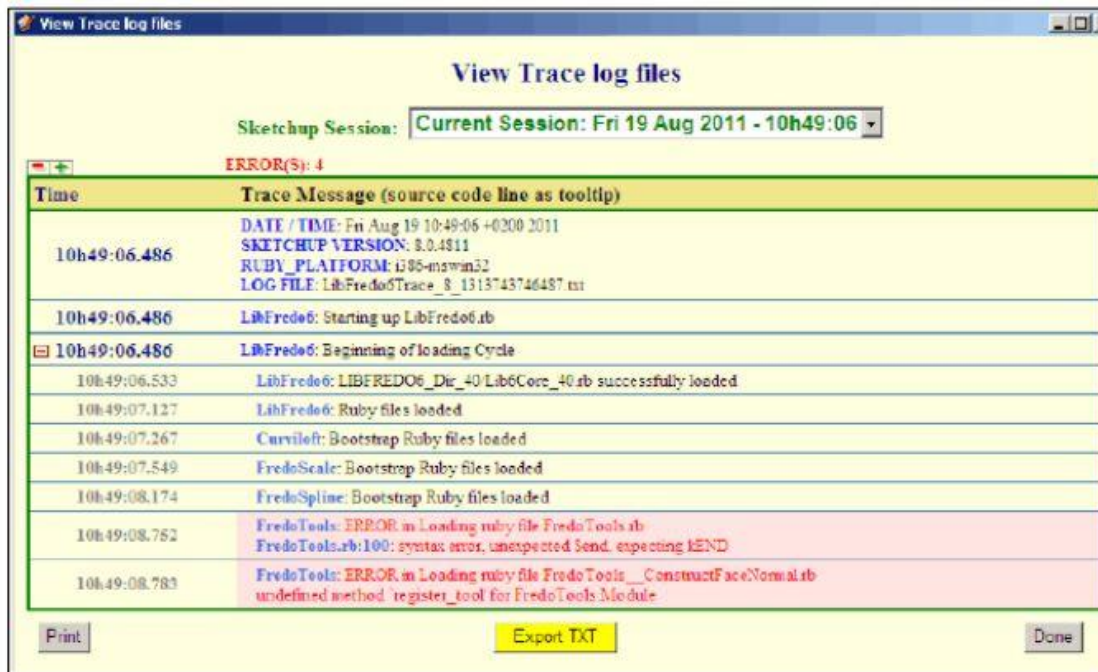 View Trace log files
View Trace log files
Sketchup Session: Current Session: Fri 19 Aug 2011 - 10h49:06
ERROR(S): 4
Time Trace Message (source code line as tooltip)
DATE / TIME: Fri Aug 19 10:49:06 +0200 2011
10h49:06.486 SKETCHUP VERSION: 8.0.4811
RUBY_PLATFORM: i386-mswin32
LOG FILE: LibFredo6Trace_8_1313743746487.txt
10h49:06.486 LibFredo6: Starting up LibFredo6.rb
10h49:06.486 LibFredo6: Beginning of loading Cycle
10h49:06.533 LibFredo6: LIBFREDO6_Dir_40/Lib6Core_40.rb successfully loaded
10h49:07.127 LibFredo6: Ruby files loaded
10h49:07.267 Curviloft: Bootstrap Ruby files loaded
10h49:07.549 FredoScale: Bootstrap Ruby files loaded
10h49:08.174 FredoSpline: Bootstrap Ruby files loaded
10h49:08.752 FredoTools: ERROR in Loading ruby file FredoTools.rb
FredoTools.rb:100: syntax error, unexpected $end, expecting kEND
10h49:08.783 FredoTools: ERROR in Loading ruby file FredoTools__ConstructFaceNormal.rb
undefined method `register_tool' for FredoTools:Module
Print Export TXT Done